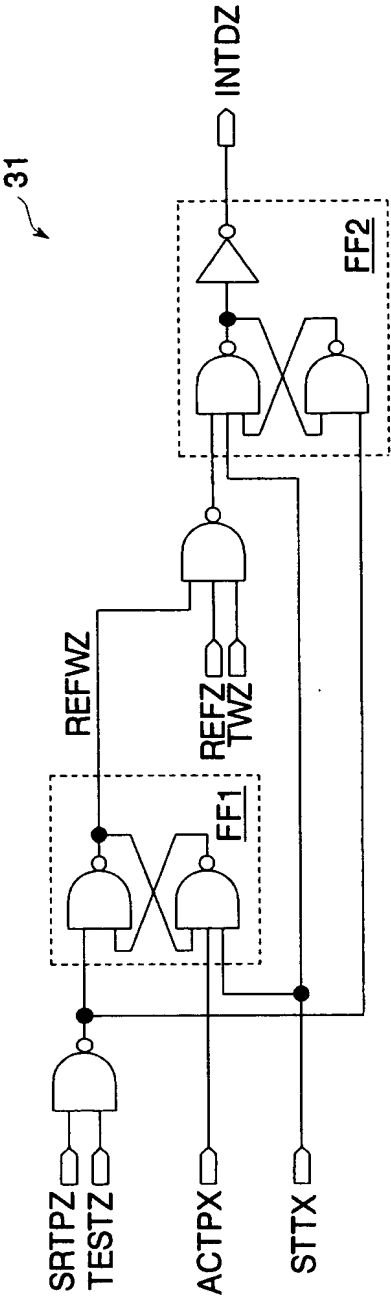 31
SRTPZ
TESTZ
ACTPX
STTX
REFWZ
FF1
REFZ
TWZ
FF2
INTDZ